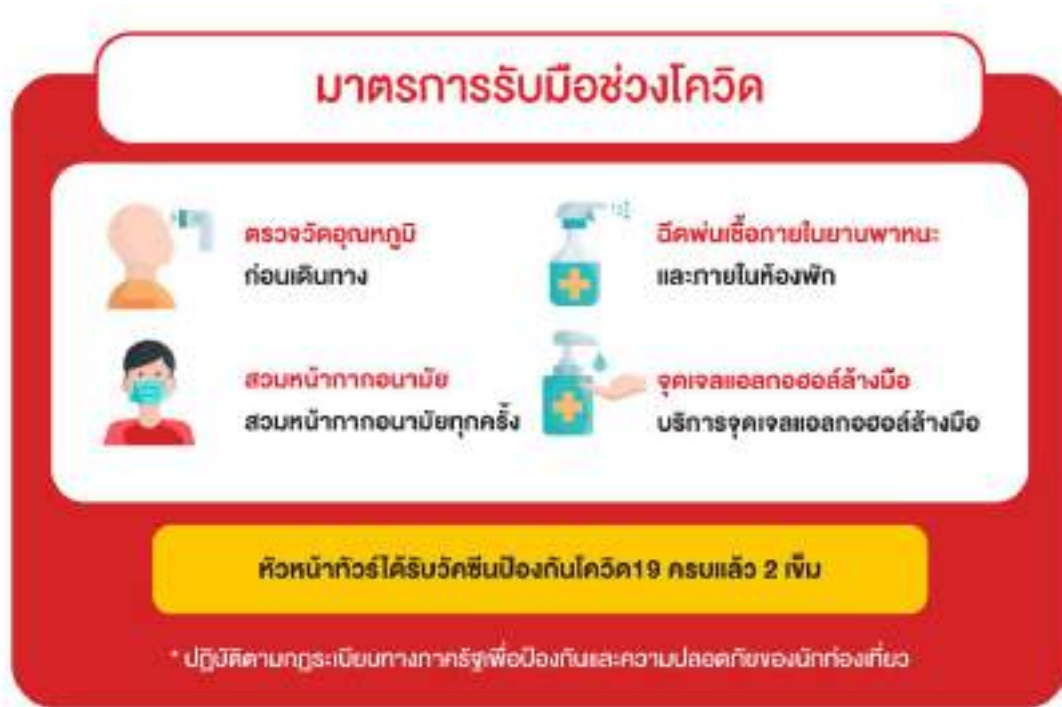 มาตรการรับมือช่วงโควิด
ตรวจวัดอุณหภูมิ
ก่อนเดินทาง
ฉีดพ่นเชื้อภายในยานพาหนะ
และภายในห้องพัก
สวมหน้ากากอนามัย
สวมหน้ากากอนามัยทุกครั้ง
จุดเจลแอลกอฮอล์ล้างมือ
บริการจุดเจลแอลกอฮอล์ล้างมือ
หัวหน้าทัวร์ได้รับวัคซีนป้องกันโควิด19 ครบแล้ว 2 เข็ม
* ปฏิบัติตามกฎระเบียบทางภาครัฐเพื่อป้องกันและความปลอดภัยของนักท่องเที่ยว